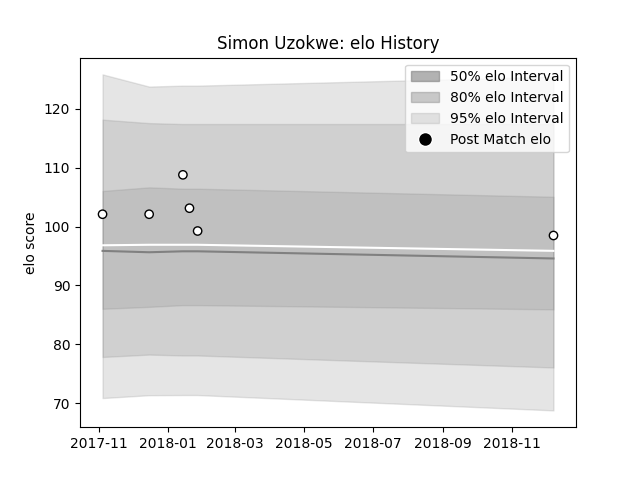 Simon Uzokwe: elo History
50% elo Interval
80% elo Interval
95% elo Interval
Post Match elo
elo score
120
110
100
90
80
70
2017-11 2018-01 2018-03 2018-05 2018-07 2018-09 2018-11